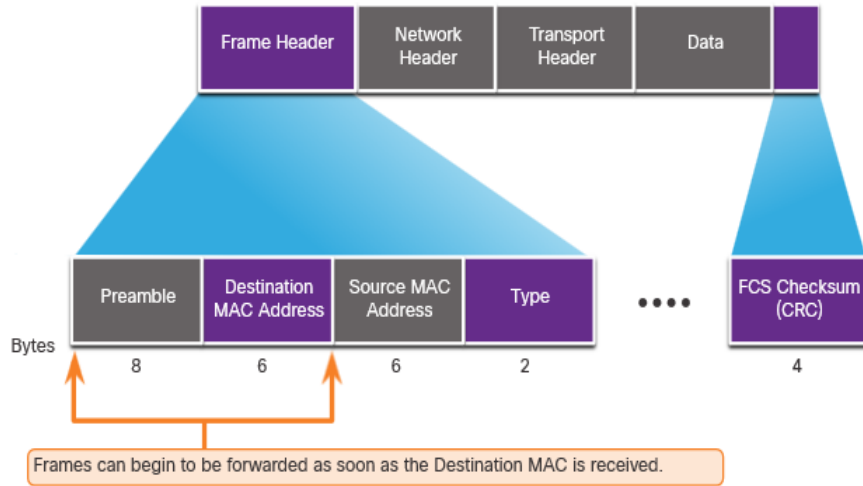 Frame Header
Network
Header
Transport
Header
Data
Preamble
Destination
MAC Address
Source MAC
Address
Type
FCS Checksum
(CRC)
Bytes
8
6
6
2
4
Frames can begin to be forwarded as soon as the Destination MAC is received.